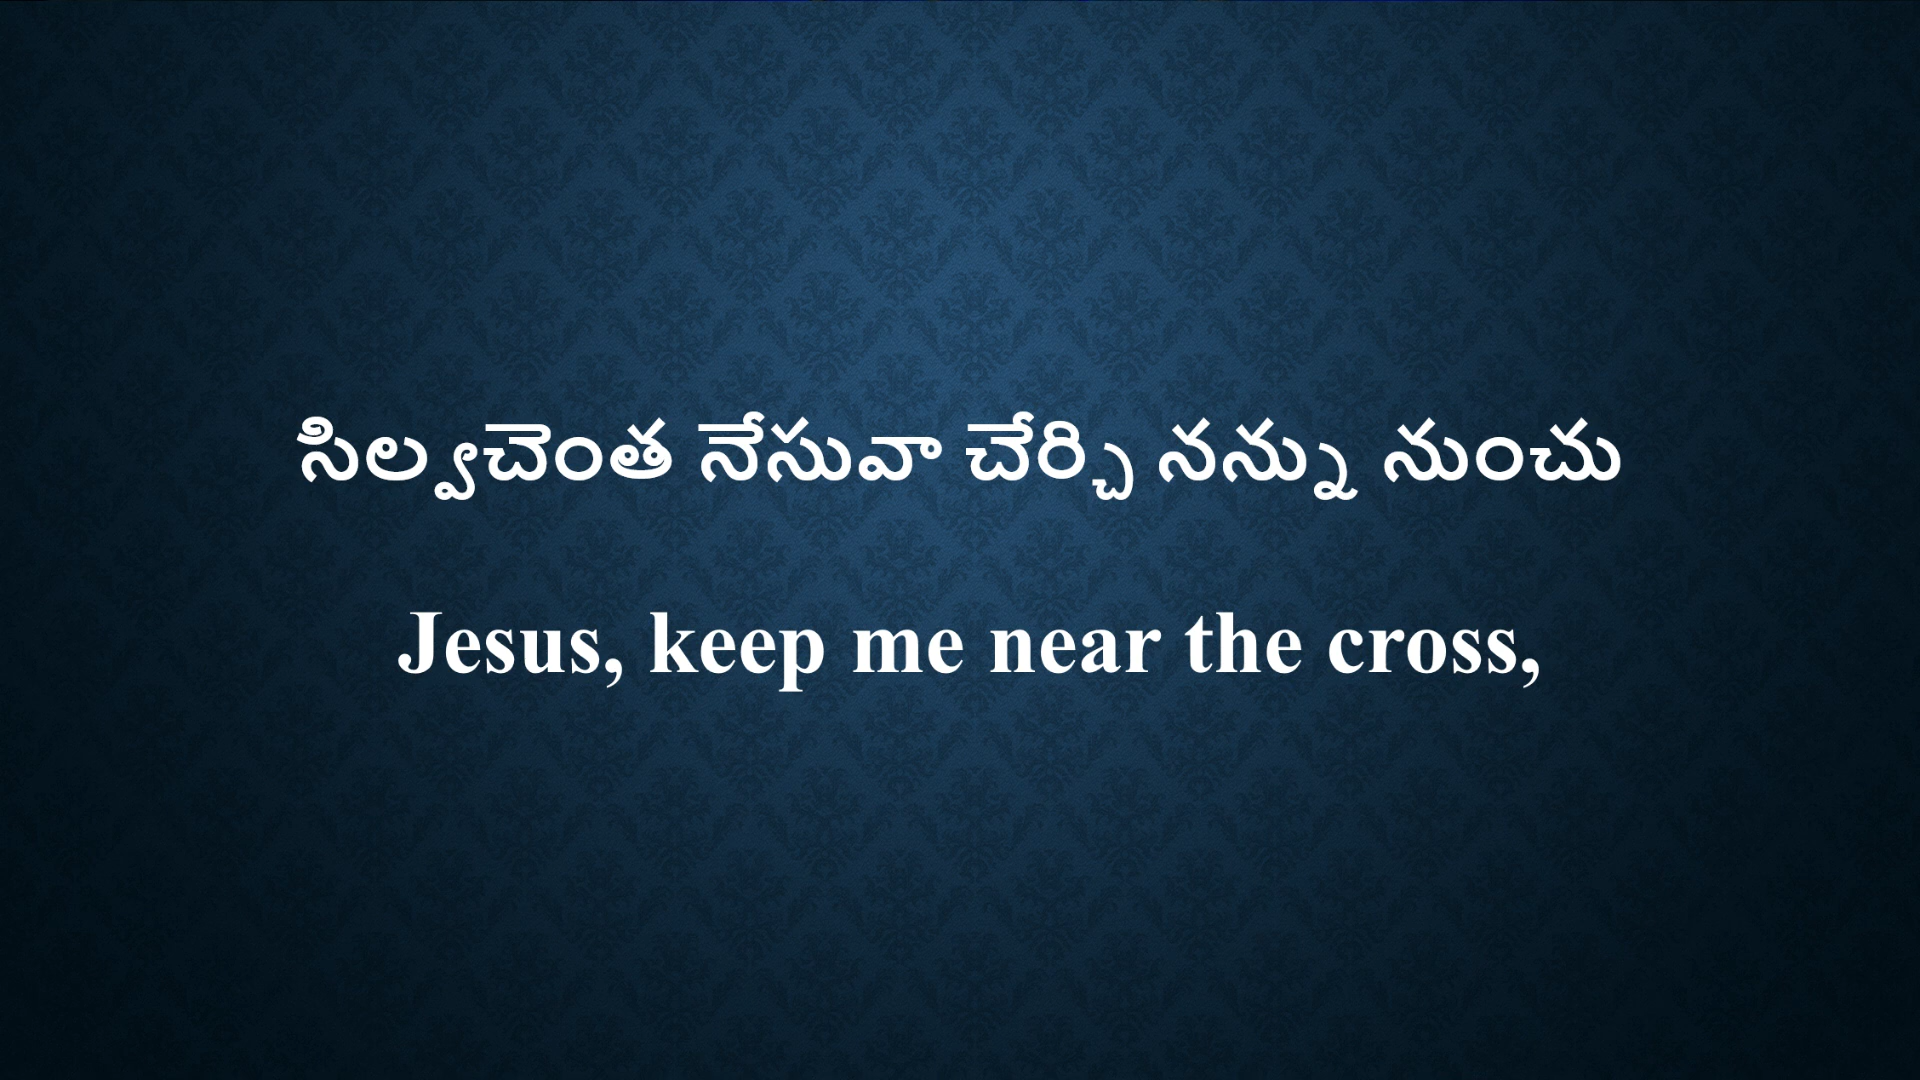 సిల్వచెంత నేసువా చేర్చి నన్ను నుంచు
Jesus, keep me near the cross,